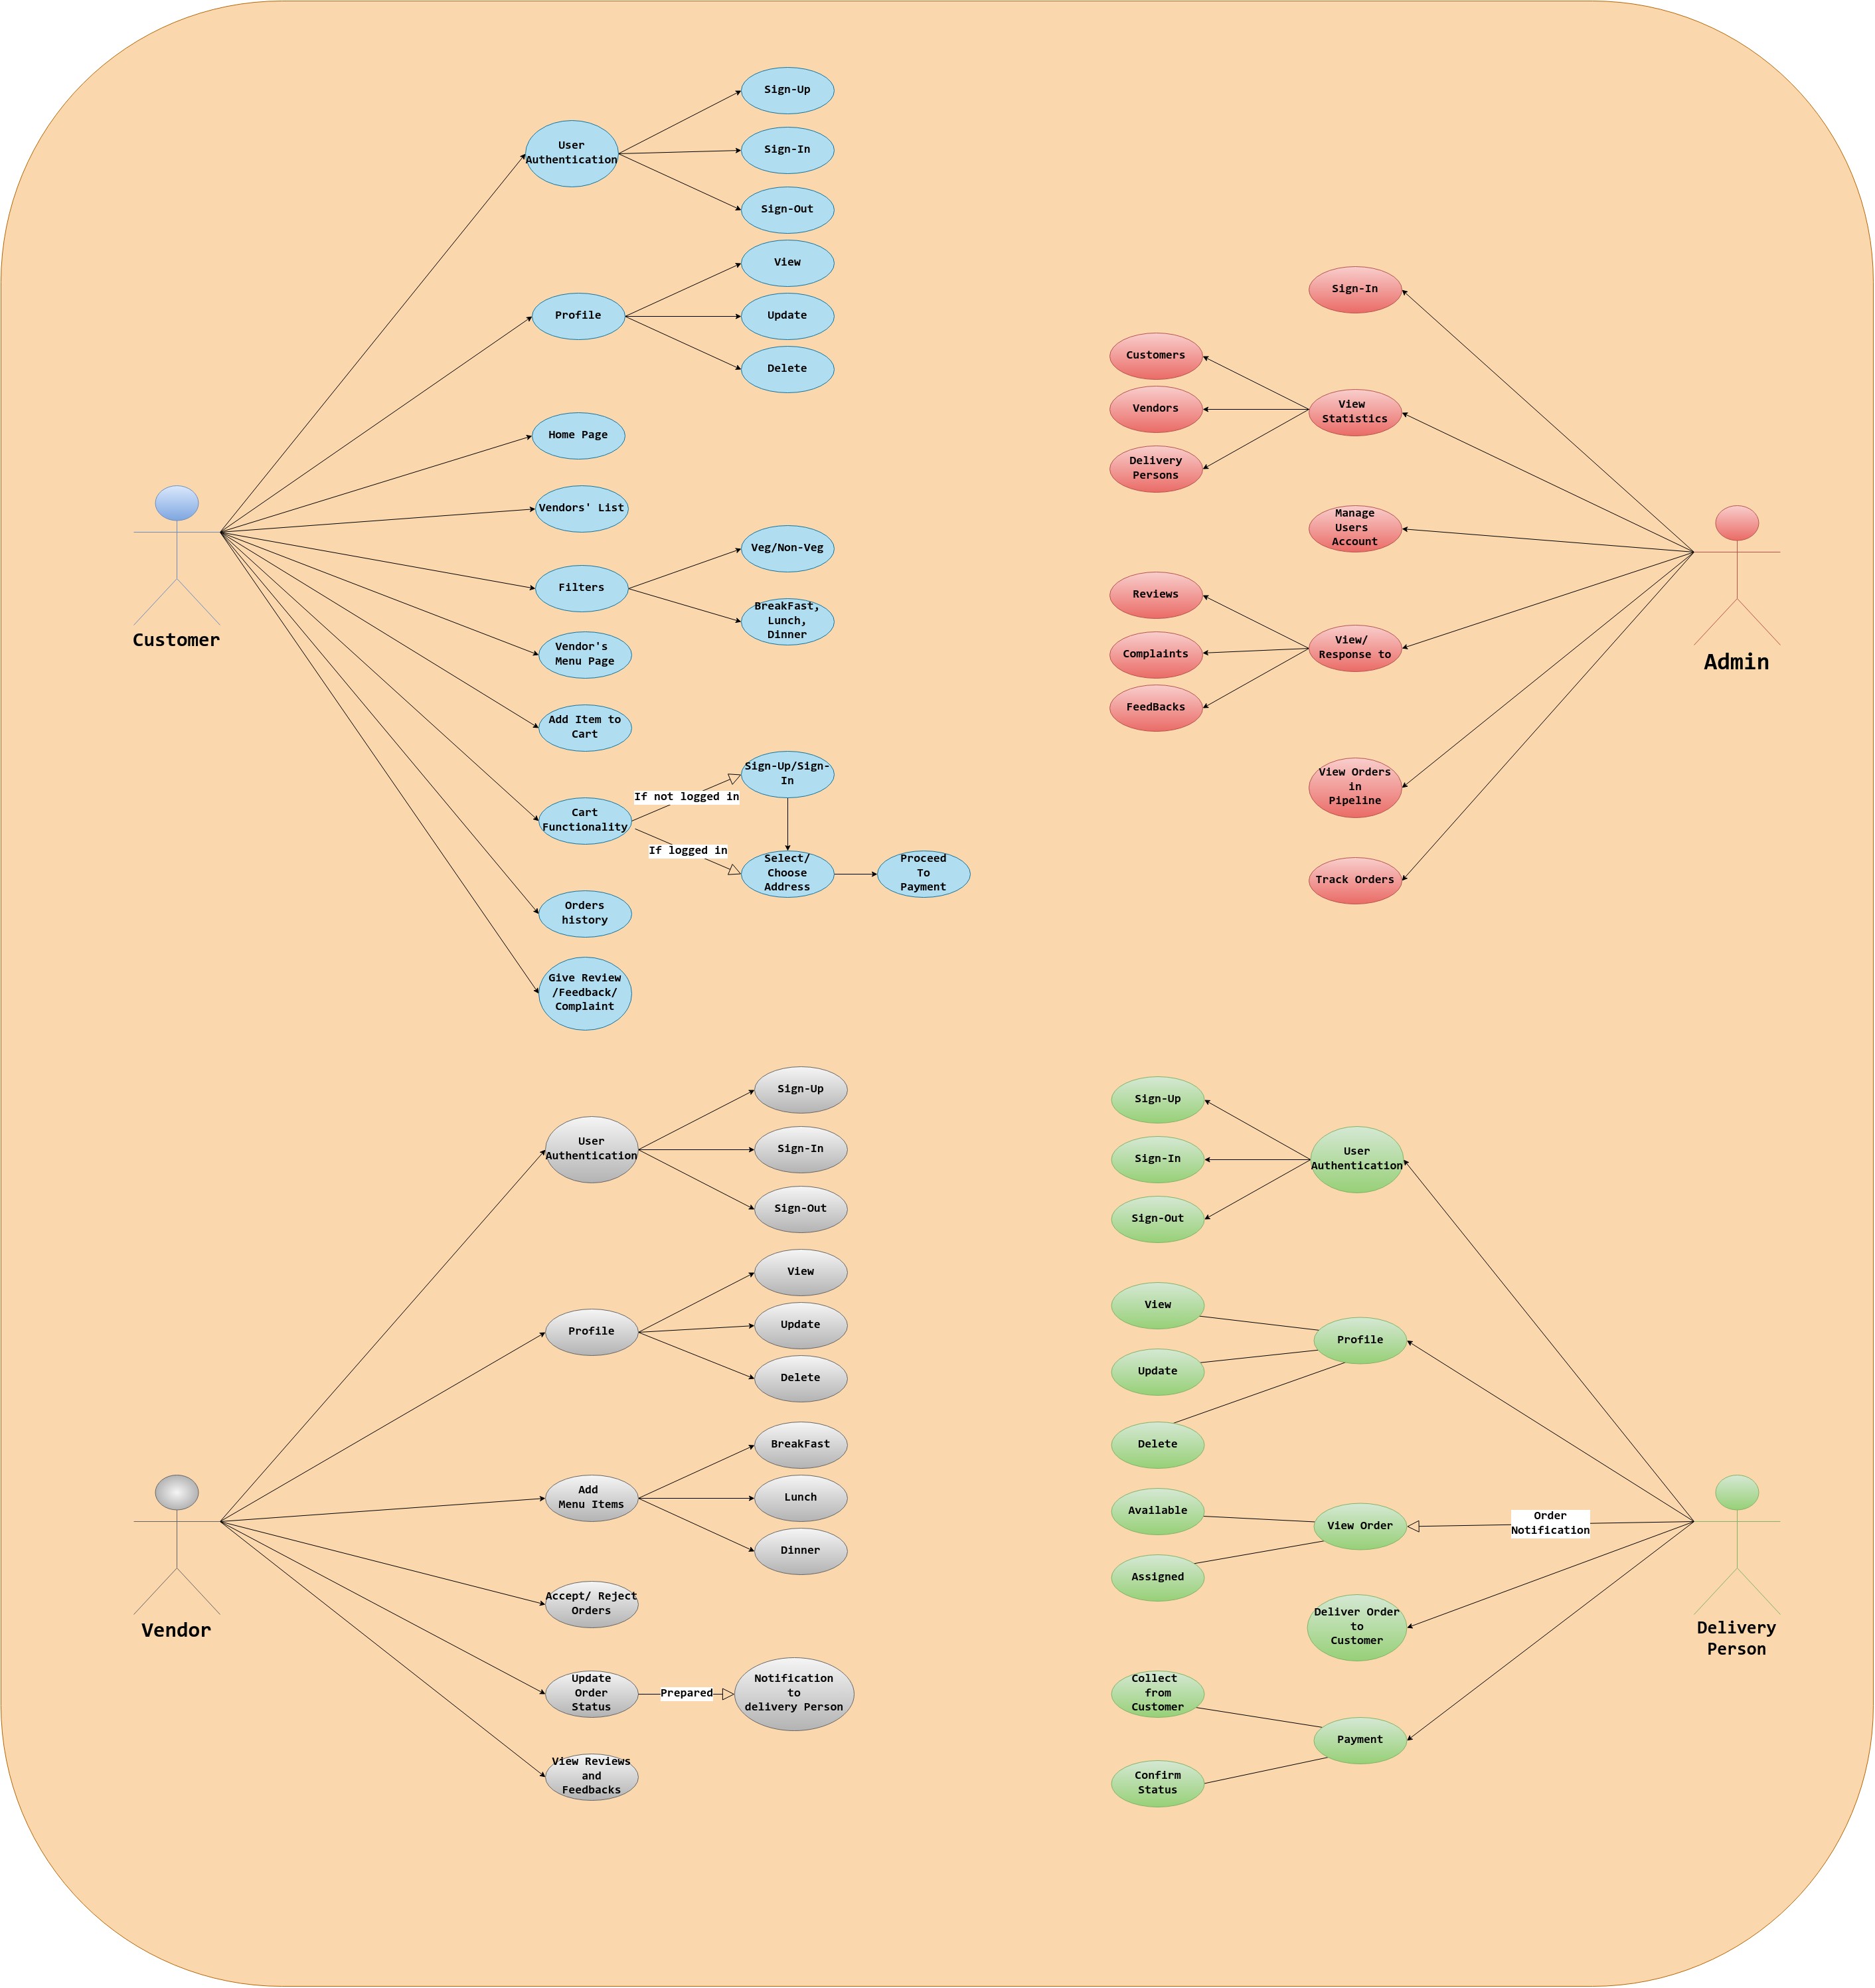 Sign-Up
User
Authentication
Sign-In
Sign-Out
View
Profile
Update
Delete
Home Page
Vendors' List
Veg/Non-Veg
Filters
BreakFast,
Lunch,
Dinner
Customer
Vendor's
Menu Page
Add Item to
Cart
Sign-Up/Sign-
In
If not logged in
Cart
Functionality
If logged in
Select/
Choose
Address
Proceed
To
Payment
Orders
history
Give Review
/Feedback/
Complaint
Sign-In
Customers
Vendors
View
Statistics
Delivery
Persons
Manage
Users
Account
Reviews
View/
Response to
Complaints
FeedBacks
Admin
View Orders
in
Pipeline
Track Orders
Sign-Up
User
Authentication
Sign-In
Sign-Out
View
Profile
Update
Delete
BreakFast
Add
Menu Items
Lunch
Dinner
Accept/ Reject
Orders
Vendor
Update
Order
Status
Prepared
Notification
to
delivery Person
View Reviews
and
Feedbacks
Sign-Up
User
Authentication
Sign-In
Sign-Out
View
Profile
Update
Delete
Available
View Order
Order
Notification
Assigned
Deliver Order
to
Customer
Delivery
Person
Collect
from
Customer
Payment
Confirm
Status